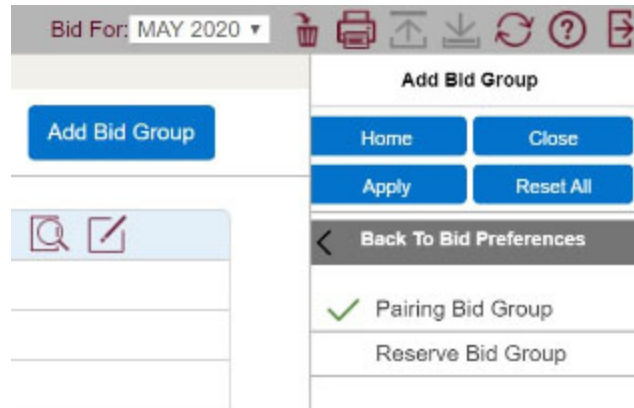 Bid For: MAY 2020
Add Bid Group
Add Bid Group
Home
Close
Apply
Reset All
Back To Bid Preferences
Pairing Bid Group
Reserve Bid Group